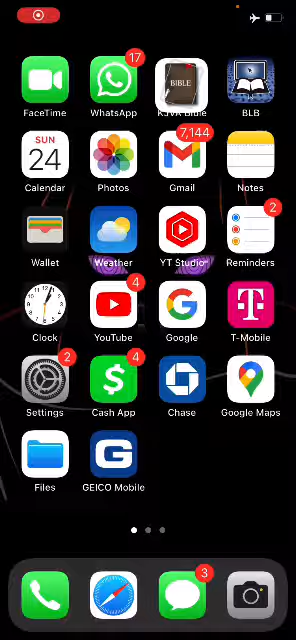 17
BIBLE
FaceTime
WhatsApp
KJVA Bible
BLB
SUN
24
7,144
Calendar
Photos
Gmail
Notes
2
Wallet
Weather
YT Studio
Reminders
4
Clock
YouTube
Google
T-Mobile
2
4
Settings
Cash App
Chase
Google Maps
Files
GEICO Mobile
3